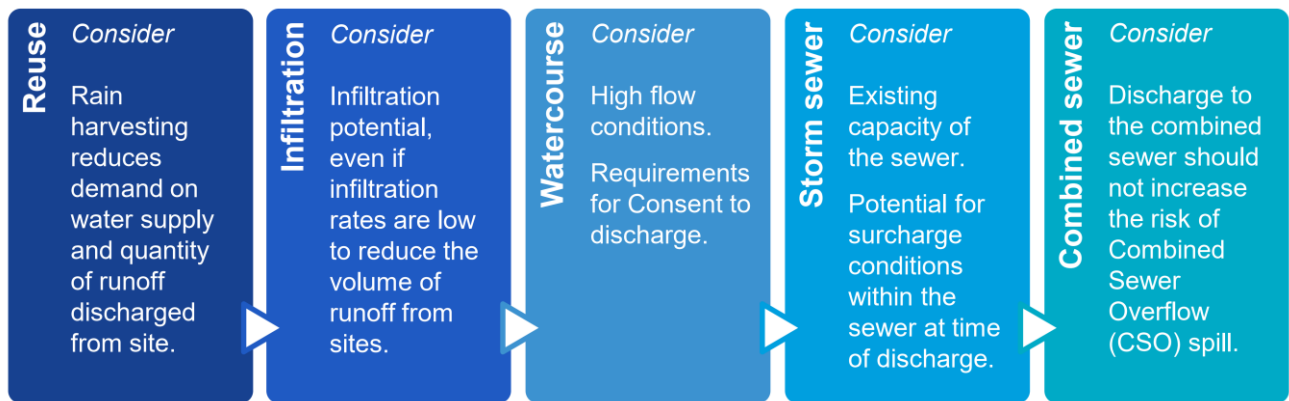 Reuse
Consider
Rain
harvesting
reduces
demand on
water supply
and quantity
of runoff
discharged
from site.
Infiltration
Consider
Infiltration
potential,
even if
infiltration
rates are low
to reduce the
volume of
runoff from
sites.
Watercourse
Consider
High flow
conditions.
Requirements
for Consent to
discharge.
Storm sewer
Consider
Existing
capacity of
the sewer.
Potential for
surcharge
conditions
within the
sewer at time
of discharge.
Combined sewer
Consider
Discharge to
the combined
sewer should
not increase
the risk of
Combined
Sewer
Overflow
(CSO) spill.